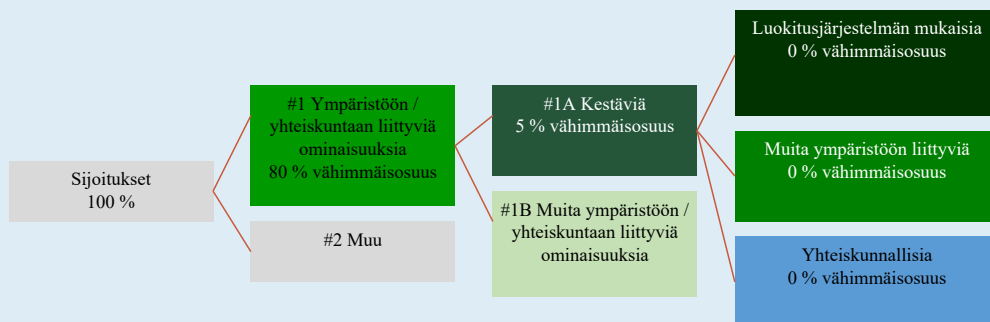 Sijoitukset
100 %
#1 Ympäristöön /
yhteiskuntaan liittyviä
ominaisuuksia
80 % vähimmäisosuus
#2 Muu
#1A Kestäviä
5 % vähimmäisosuus
#1B Muita ympäristöön /
yhteiskuntaan liittyviä
ominaisuuksia
Luokitusjärjestelmän mukaisia
0 % vähimmäisosuus
Muita ympäristöön liittyviä
0 % vähimmäisosuus
Yhteiskunnallisia
0 % vähimmäisosuus